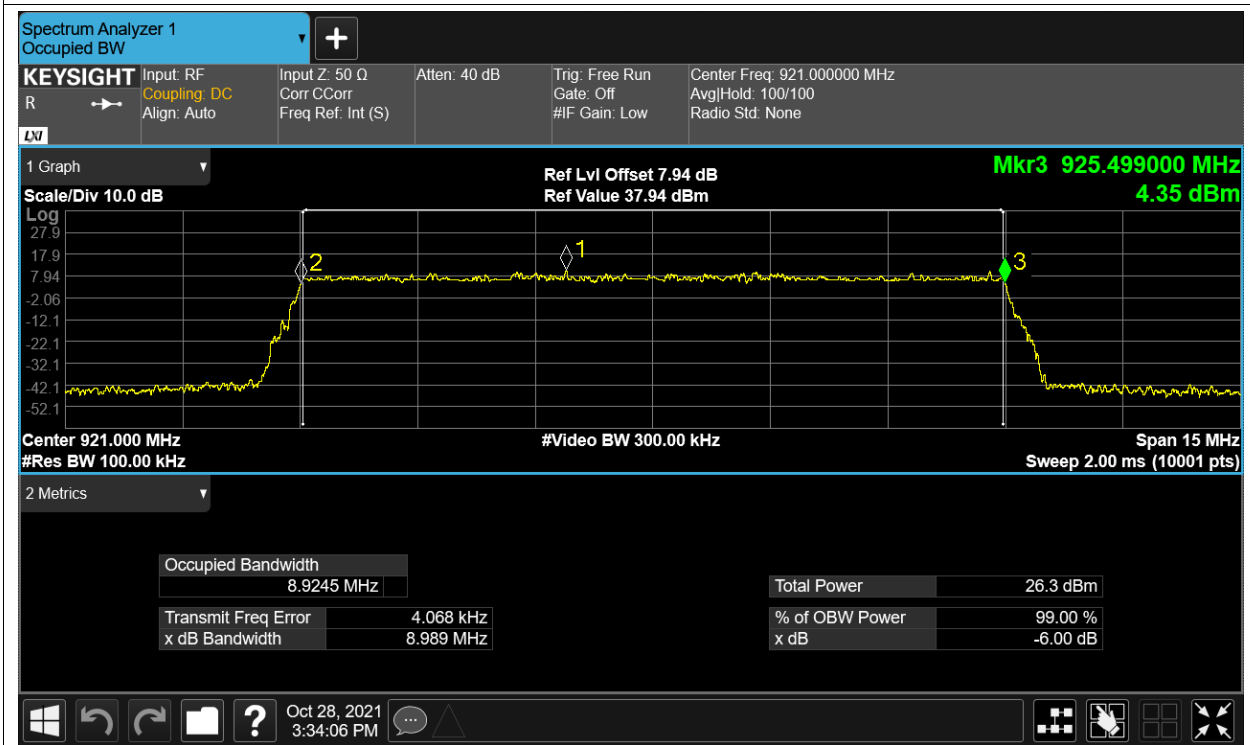 Spectrum Analyzer 1
Occupied BW
KEYSIGHT
R
LXI
Input: RF
Coupling: DC
Align: Auto
Input Z: 50 Ω
Corr CCorr
Freq Ref: Int (S)
Atten: 40 dB
Trig: Free Run
Gate: Off
#IF Gain: Low
Center Freq: 921.000000 MHz
Avg|Hold: 100/100
Radio Std: None
1 Graph
Scale/Div 10.0 dB
Ref Lvl Offset 7.94 dB
Ref Value 37.94 dBm
Mkr3 925.499000 MHz
4.35 dBm
Log
27.9
17.9
7.94
-2.06
-12.1
-22.1
-32.1
-42.1
-52.1
2
1
3
Center 921.000 MHz
#Video BW 300.00 kHz
Span 15 MHz
#Res BW 100.00 kHz
Sweep 2.00 ms (10001 pts)
2 Metrics
Occupied Bandwidth
8.9245 MHz
Total Power 26.3 dBm
Transmit Freq Error 4.068 kHz
% of OBW Power 99.00 %
x dB Bandwidth 8.989 MHz
x dB -6.00 dB
?
Oct 28, 2021
3:34:06 PM